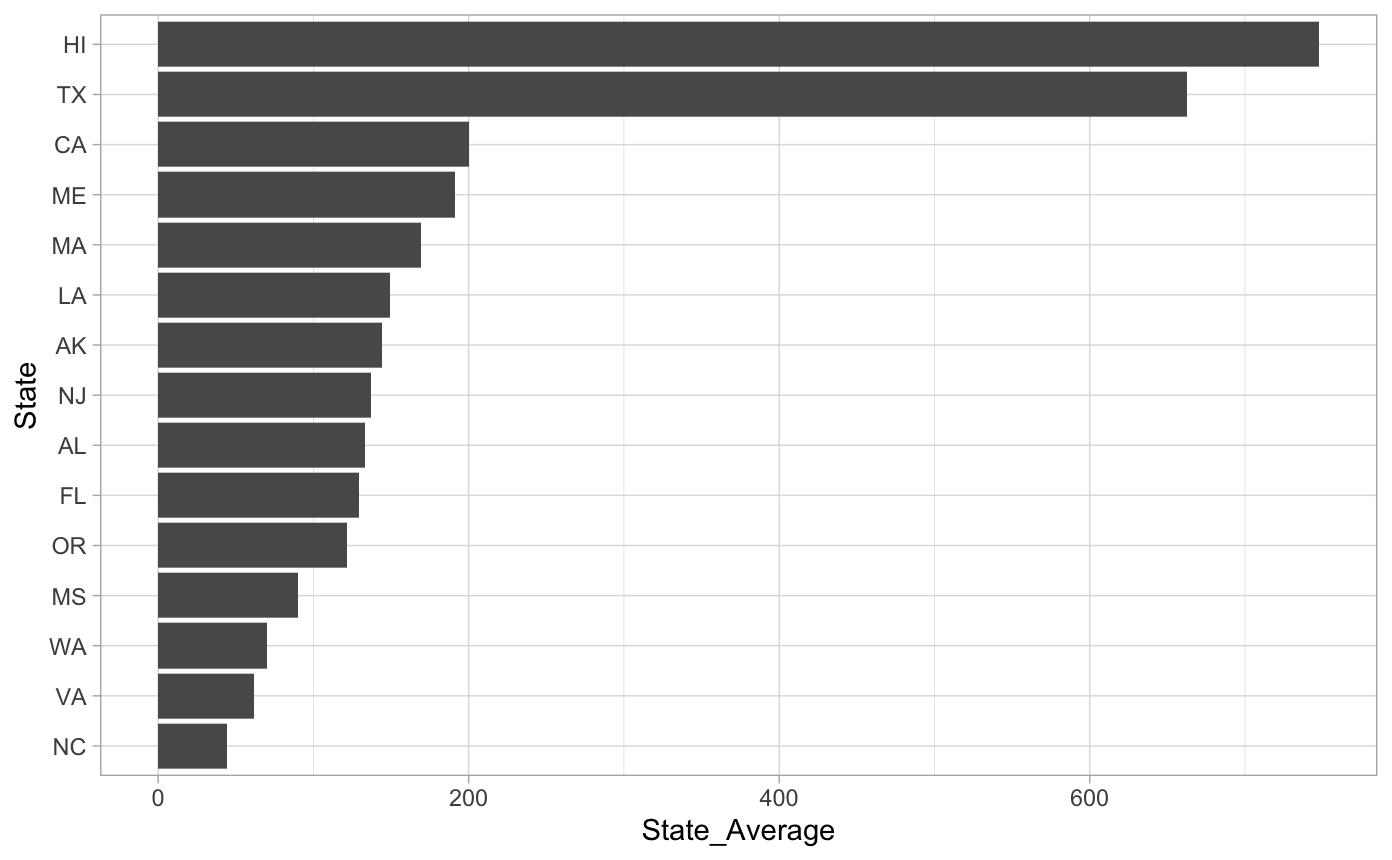 HI
TX
CA
ME
MA
LA
AK
NJ
AL
FL
OR
MS
WA
VA
NC
State
0 200 400 600
State_Average